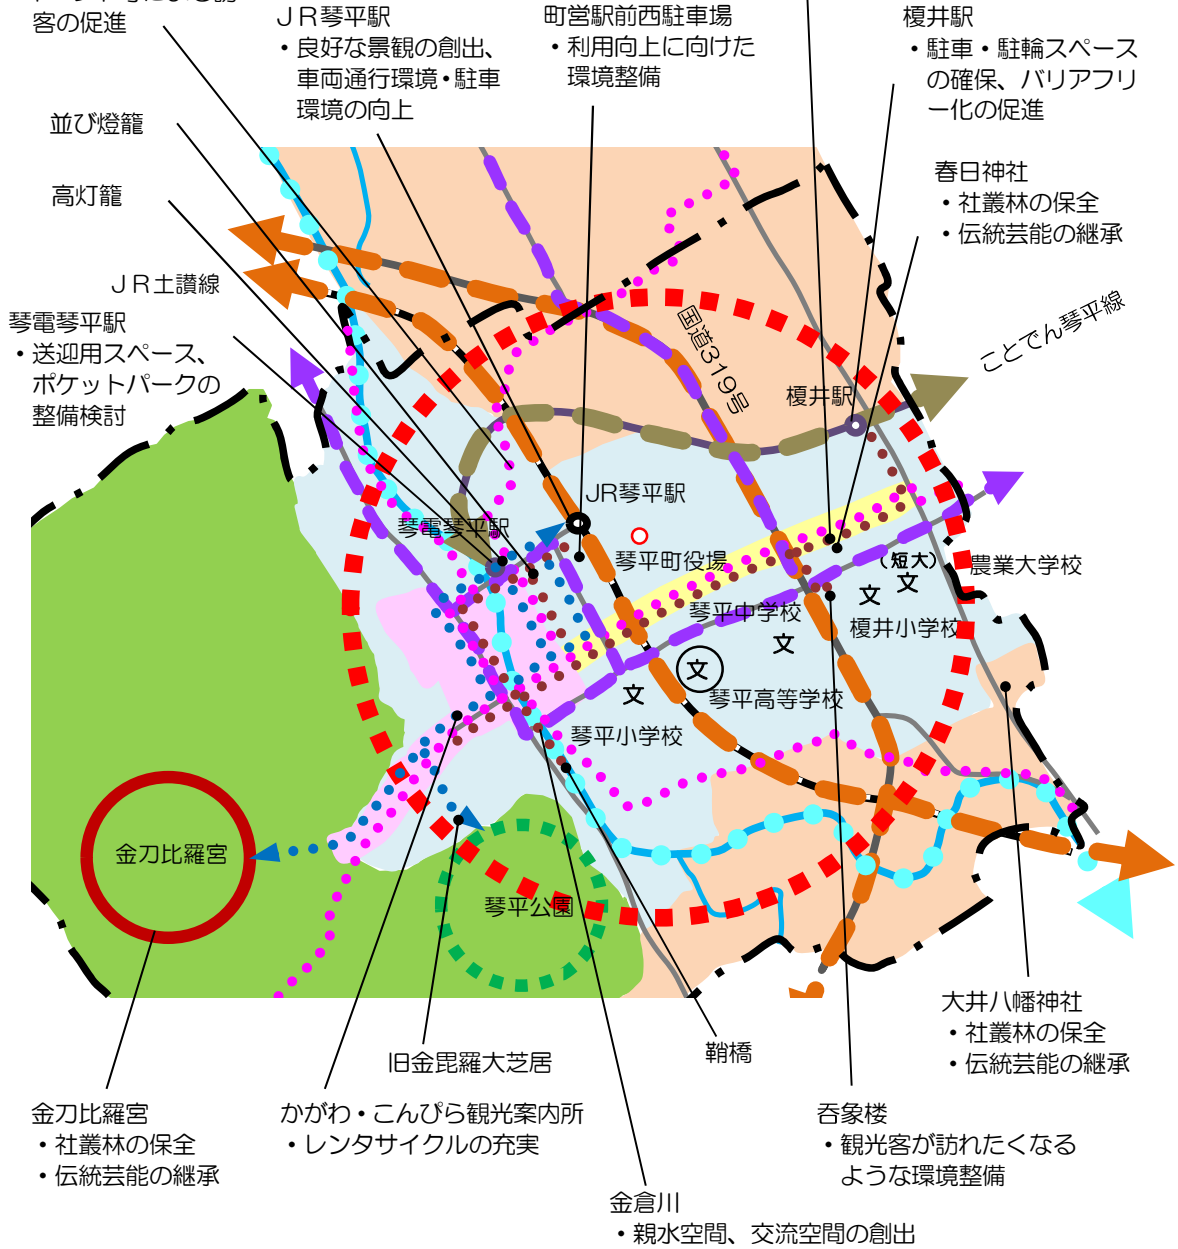 客の促進
ＪＲ琴平駅
・良好な景観の創出、
車両通行環境・駐車
環境の向上
町営駅前西駐車場
・利用向上に向けた
環境整備
榎井駅
・駐車・駐輪スペース
の確保、バリアフリ
ー化の促進
並び燈籠
高灯籠
春日神社
・社叢林の保全
・伝統芸能の継承
ＪＲ土讃線
琴電琴平駅
・送迎用スペース、
ポケットパークの
整備検討
国道319号
ことでん琴平線
榎井駅
JR琴平駅
琴電琴平駅
琴平町役場
(短大)
文
文
農業大学校
琴平中学校
文
榎井小学校
文
琴平高等学校
文
琴平小学校
金刀比羅宮
琴平公園
大井八幡神社
・社叢林の保全
・伝統芸能の継承
鞘橋
旧金毘羅大芝居
金刀比羅宮
・社叢林の保全
・伝統芸能の継承
かがわ・こんぴら観光案内所
・レンタサイクルの充実
呑象楼
・観光客が訪れたくなる
ような環境整備
金倉川
・親水空間、交流空間の創出